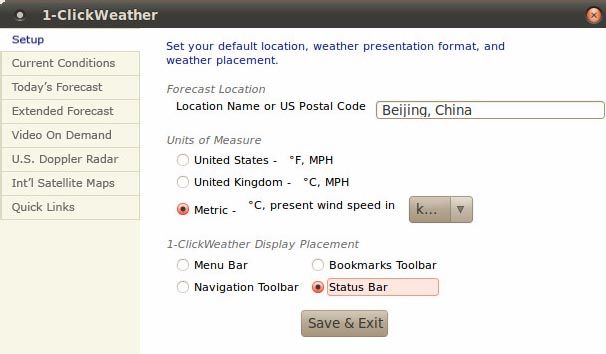 1-ClickWeather
Setup
Current Conditions
Today's Forecast
Extended Forecast
Video On Demand
U.S. Doppler Radar
Int'l Satellite Maps
Quick Links
Set your default location, weather presentation format, and
weather placement.
Forecast Location
Location Name or US Postal Code Beijing, China
Units of Measure
United States - °F, MPH
United Kingdom - °C, MPH
Metric - °C, present wind speed in k...
1-ClickWeather Display Placement
Menu Bar Bookmarks Toolbar
Navigation Toolbar Status Bar
Save & Exit